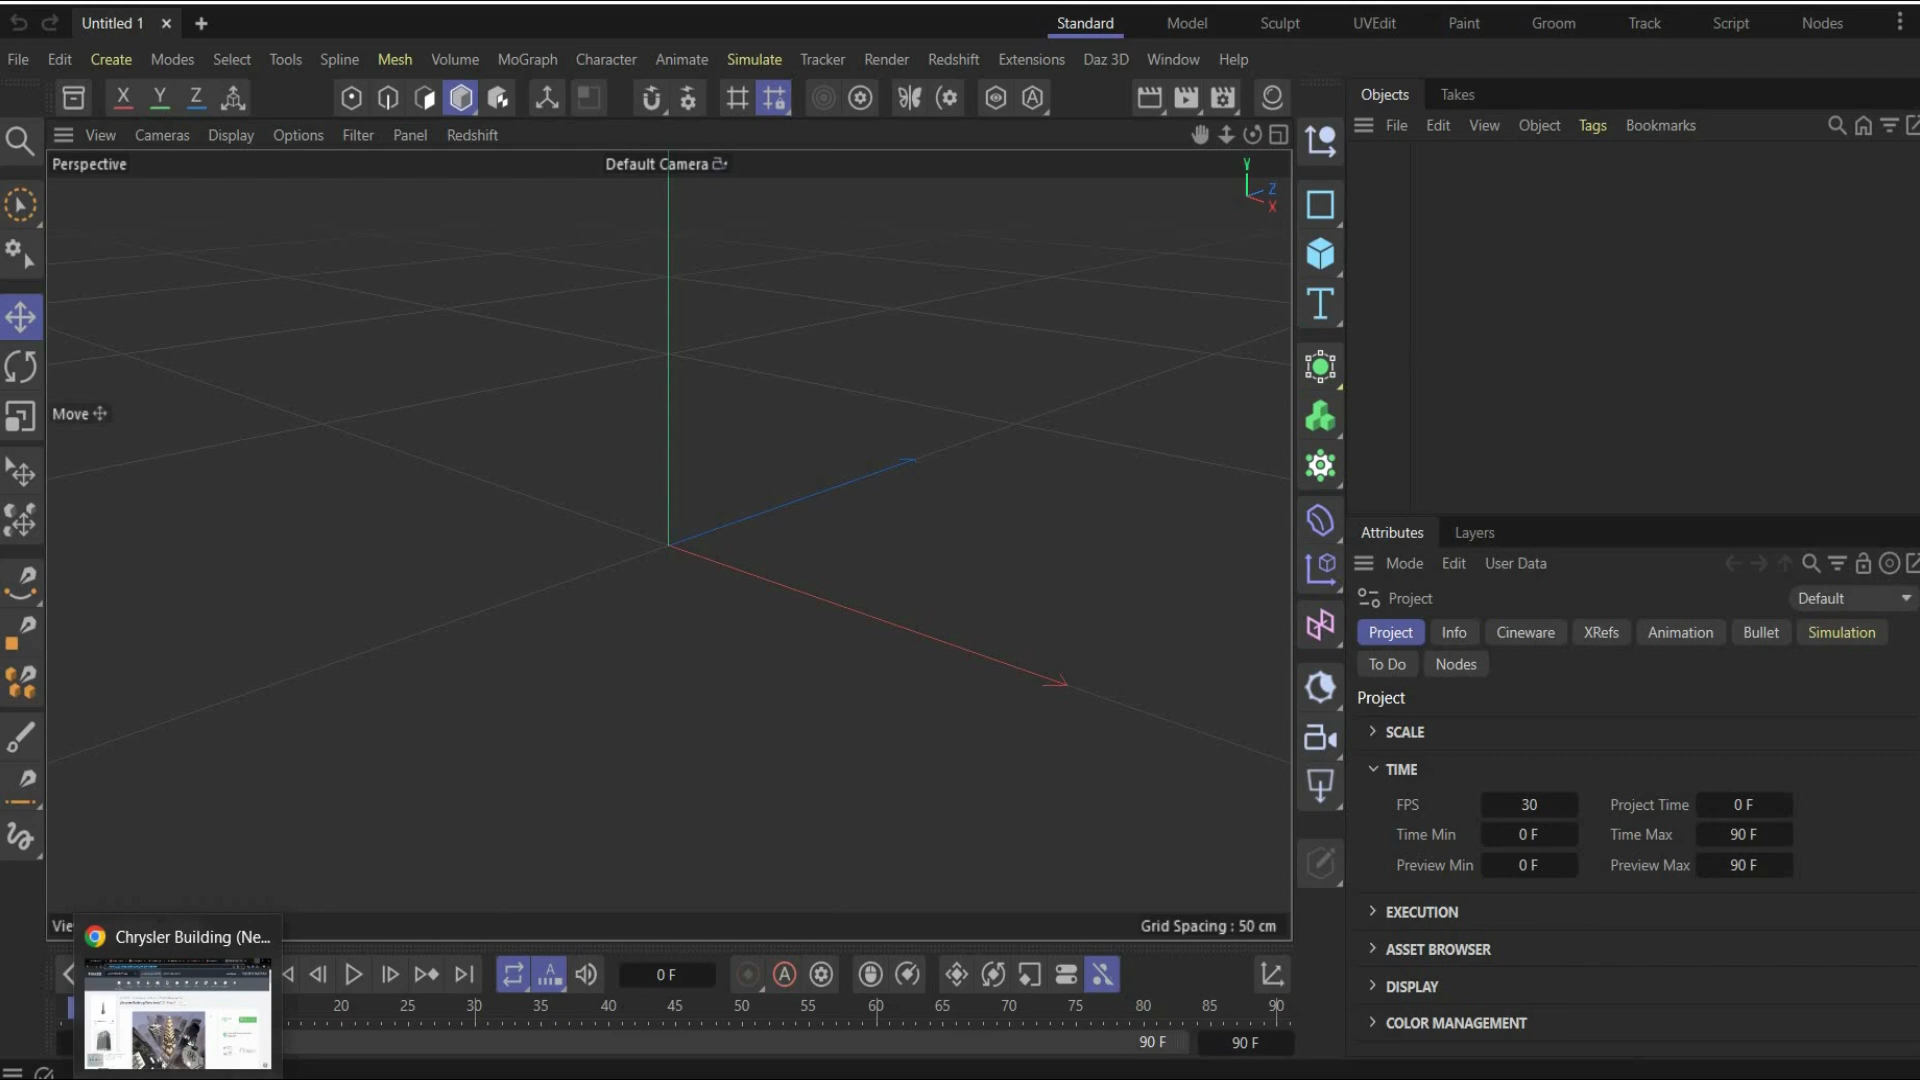 Untitled 1
Standard
Model
Sculpt
UVEdit
Paint
Groom
Track
Script
Nodes
File Edit Create Modes Select Tools Spline Mesh Volume MoGraph Character Animate Simulate Tracker Render Redshift Extensions Daz 3D Window Help
X Y Z
Objects Takes
View Cameras Display Options Filter Panel Redshift
File Edit View Object Tags Bookmarks
Perspective
Default Camera
Y
Z
X
Move
Attributes Layers
Mode Edit User Data
Project
Default
Project Info Cineware XRefs Animation Bullet Simulation
To Do Nodes
Project
SCALE
TIME
FPS 30 Project Time 0 F
Time Min 0 F Time Max 90 F
Preview Min 0 F Preview Max 90 F
EXECUTION
ASSET BROWSER
DISPLAY
COLOR MANAGEMENT
Vie
Grid Spacing : 50 cm
Chrysler Building (Ne...
0 F
20 25 30 35 40 45 50 55 60 65 70 75 80 85 90
90 F
90 F